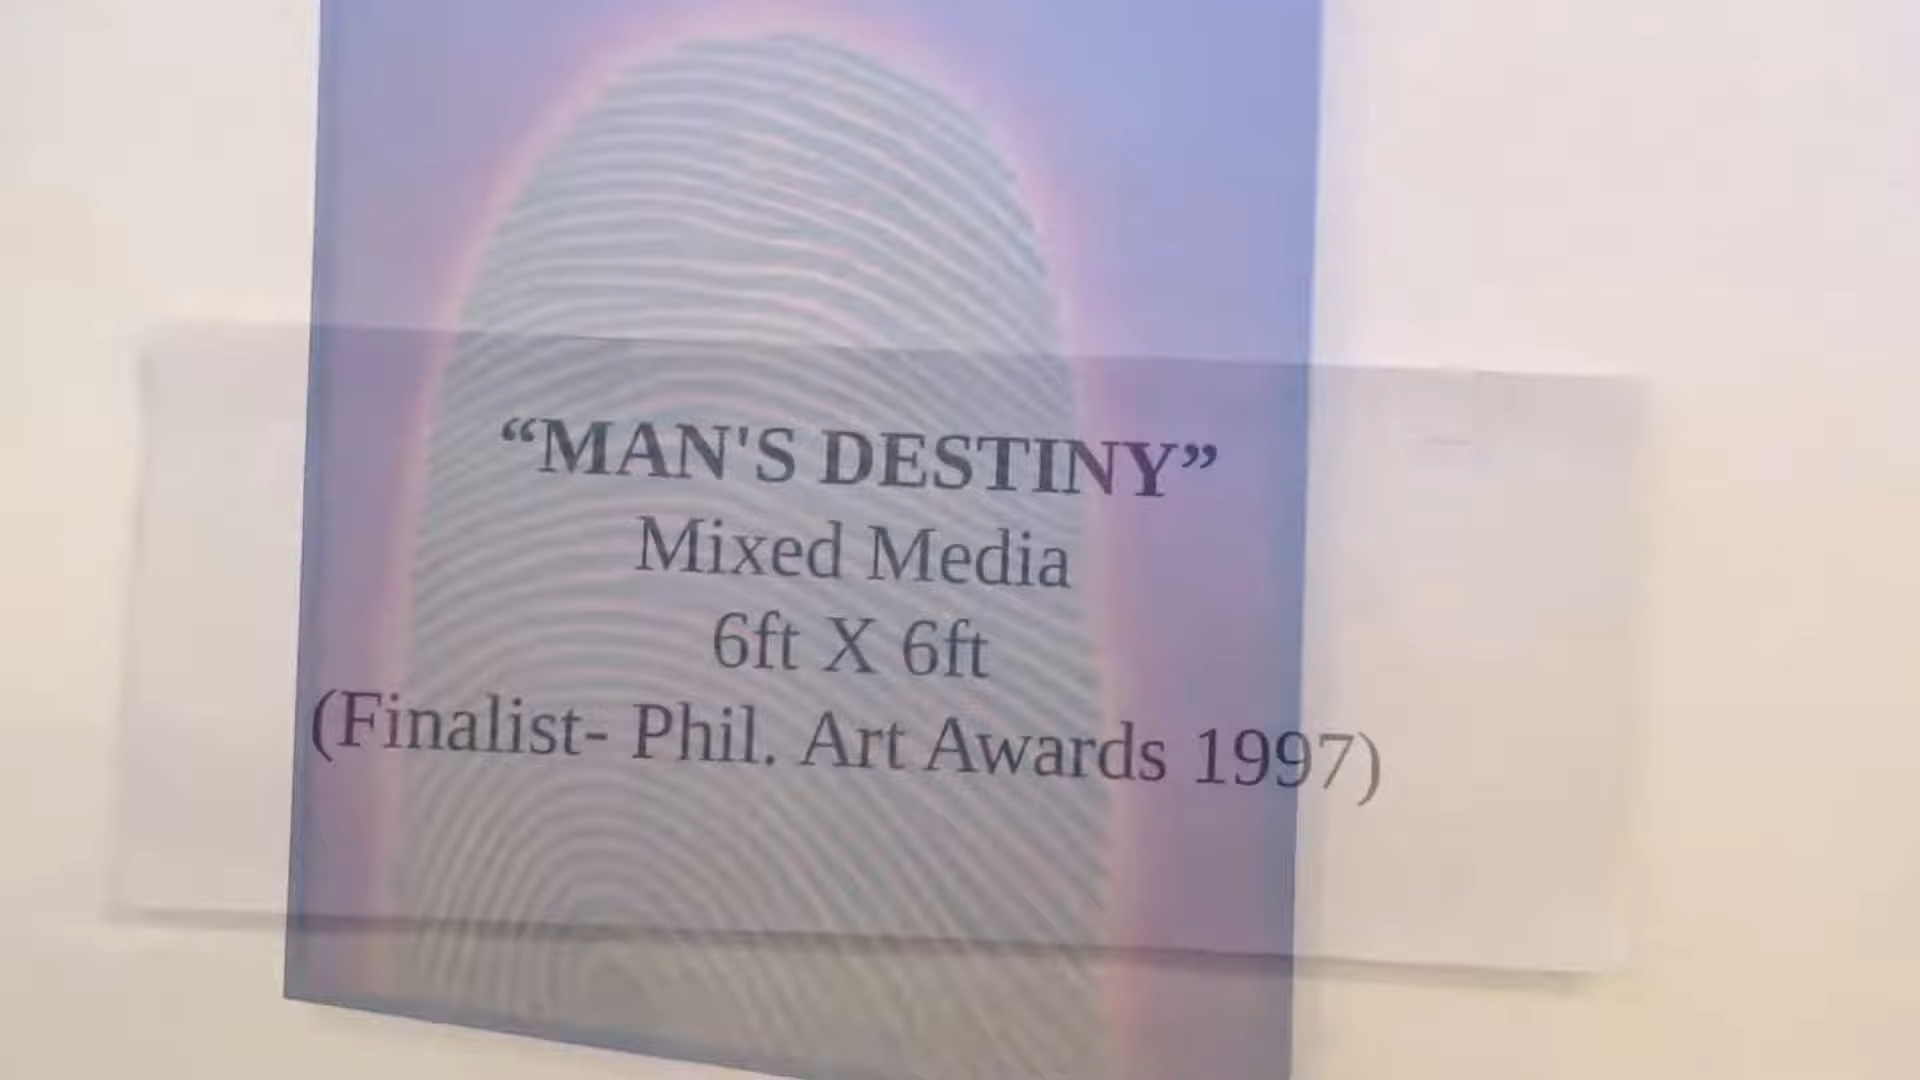 “MAN'S DESTINY”
Mixed Media
6ft X 6ft
(Finalist- Phil. Art Awards 1997)